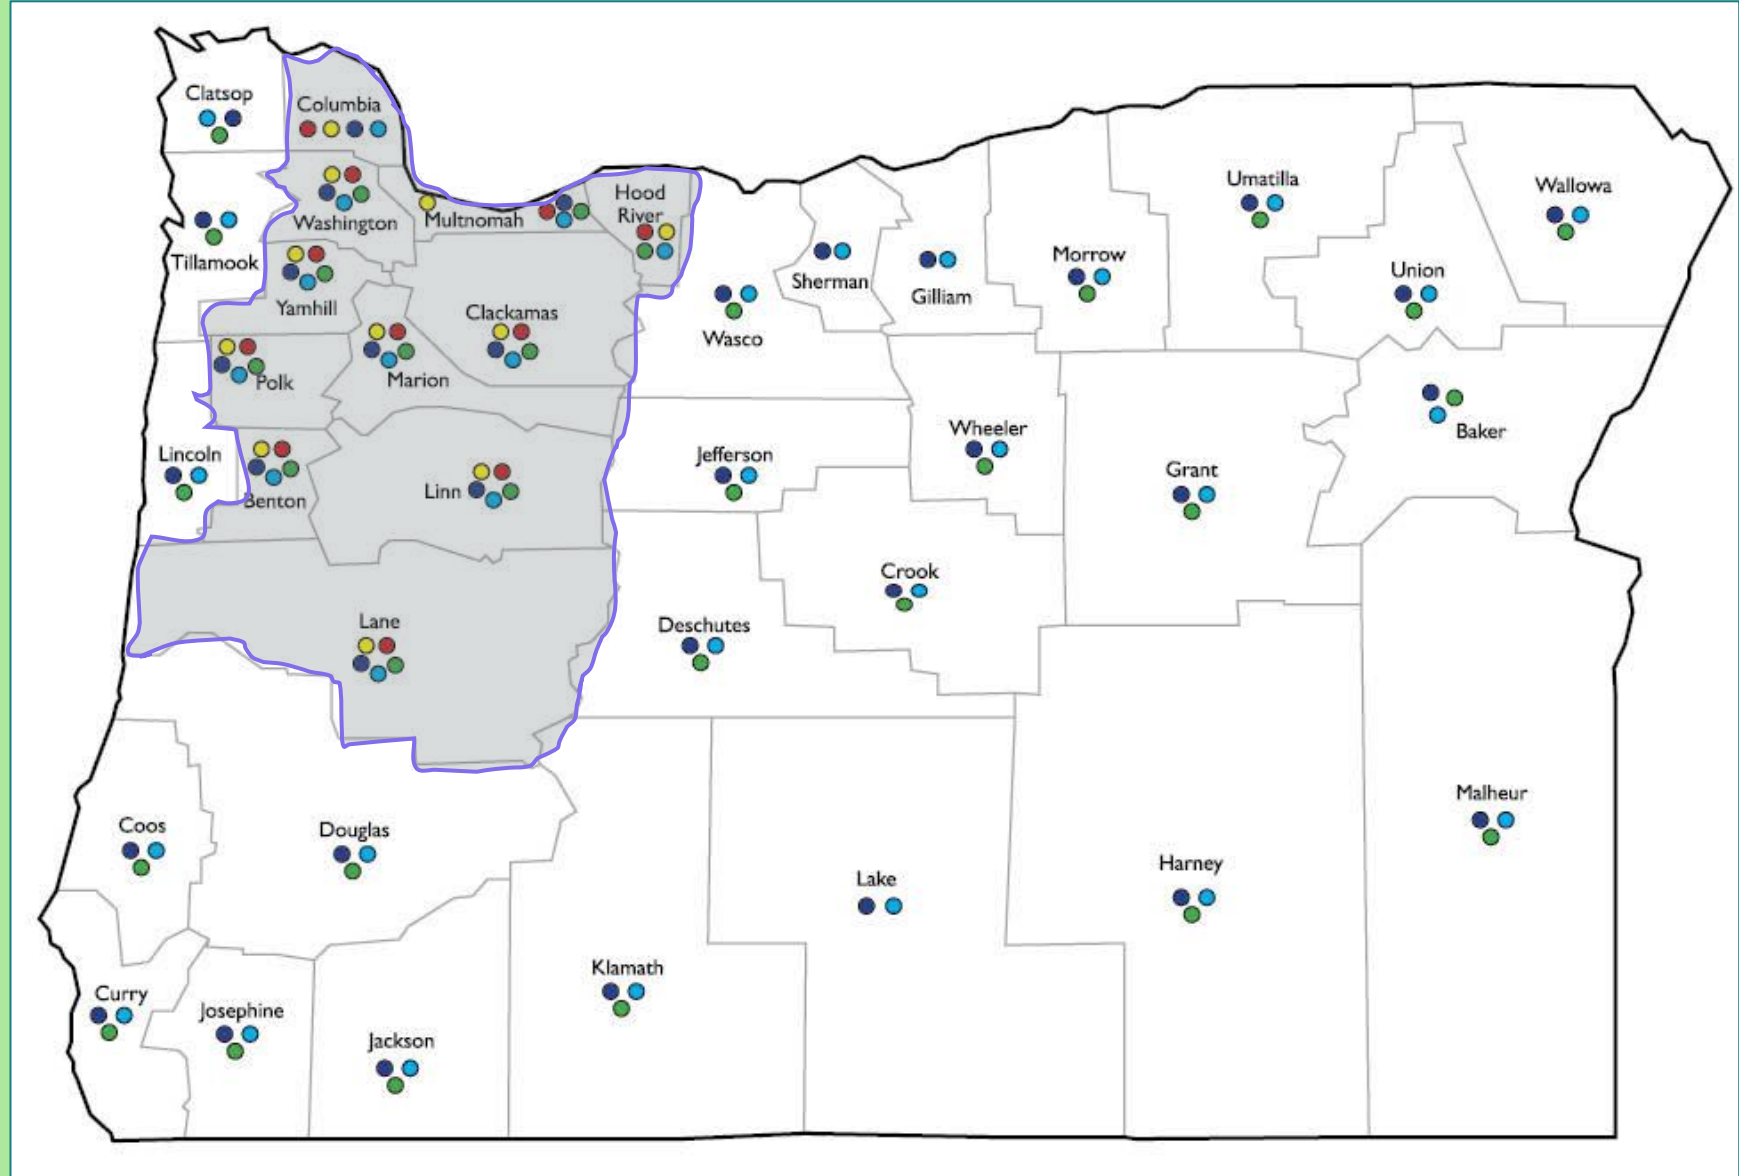 Clatsop
Columbia
Washington
Multnomah
Hood
River
Tillamook
Yamhill
Clackamas
Polk
Marion
Lincoln
Benton
Linn
Lane
Wasco
Sherman
Gilliam
Morrow
Umatilla
Union
Wallowa
Jefferson
Wheeler
Grant
Baker
Crook
Deschutes
Coos
Douglas
Lake
Harney
Malheur
Klamath
Curry
Josephine
Jackson